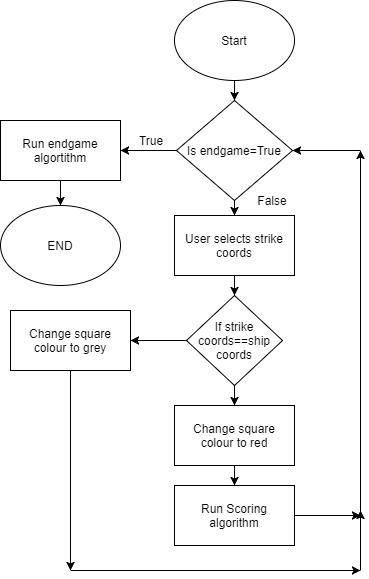 Start
Is endgame=True
True
Run endgame
algortithm
END
False
User selects strike
coords
If strike
coords==ship
coords
Change square
colour to grey
Change square
colour to red
Run Scoring
algorithm